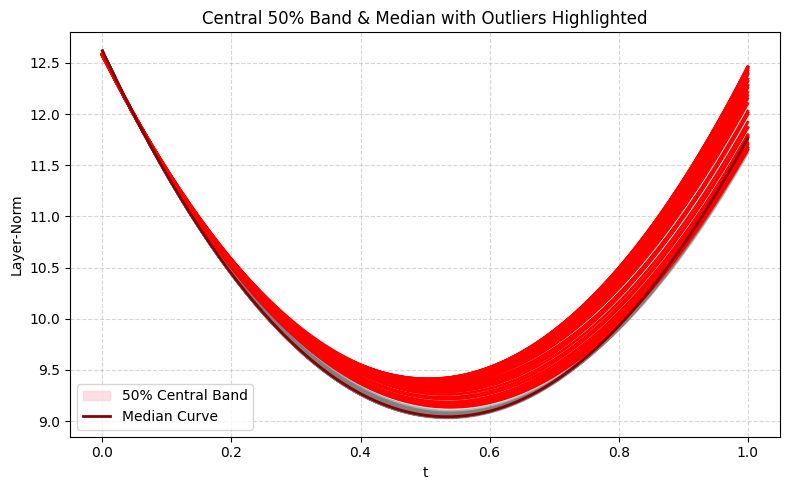 Central 50% Band & Median with Outliers Highlighted
Layer-Norm
12.5
12.0
11.5
11.0
10.5
10.0
9.5
9.0
50% Central Band
Median Curve
0.0 0.2 0.4 0.6 0.8 1.0
t